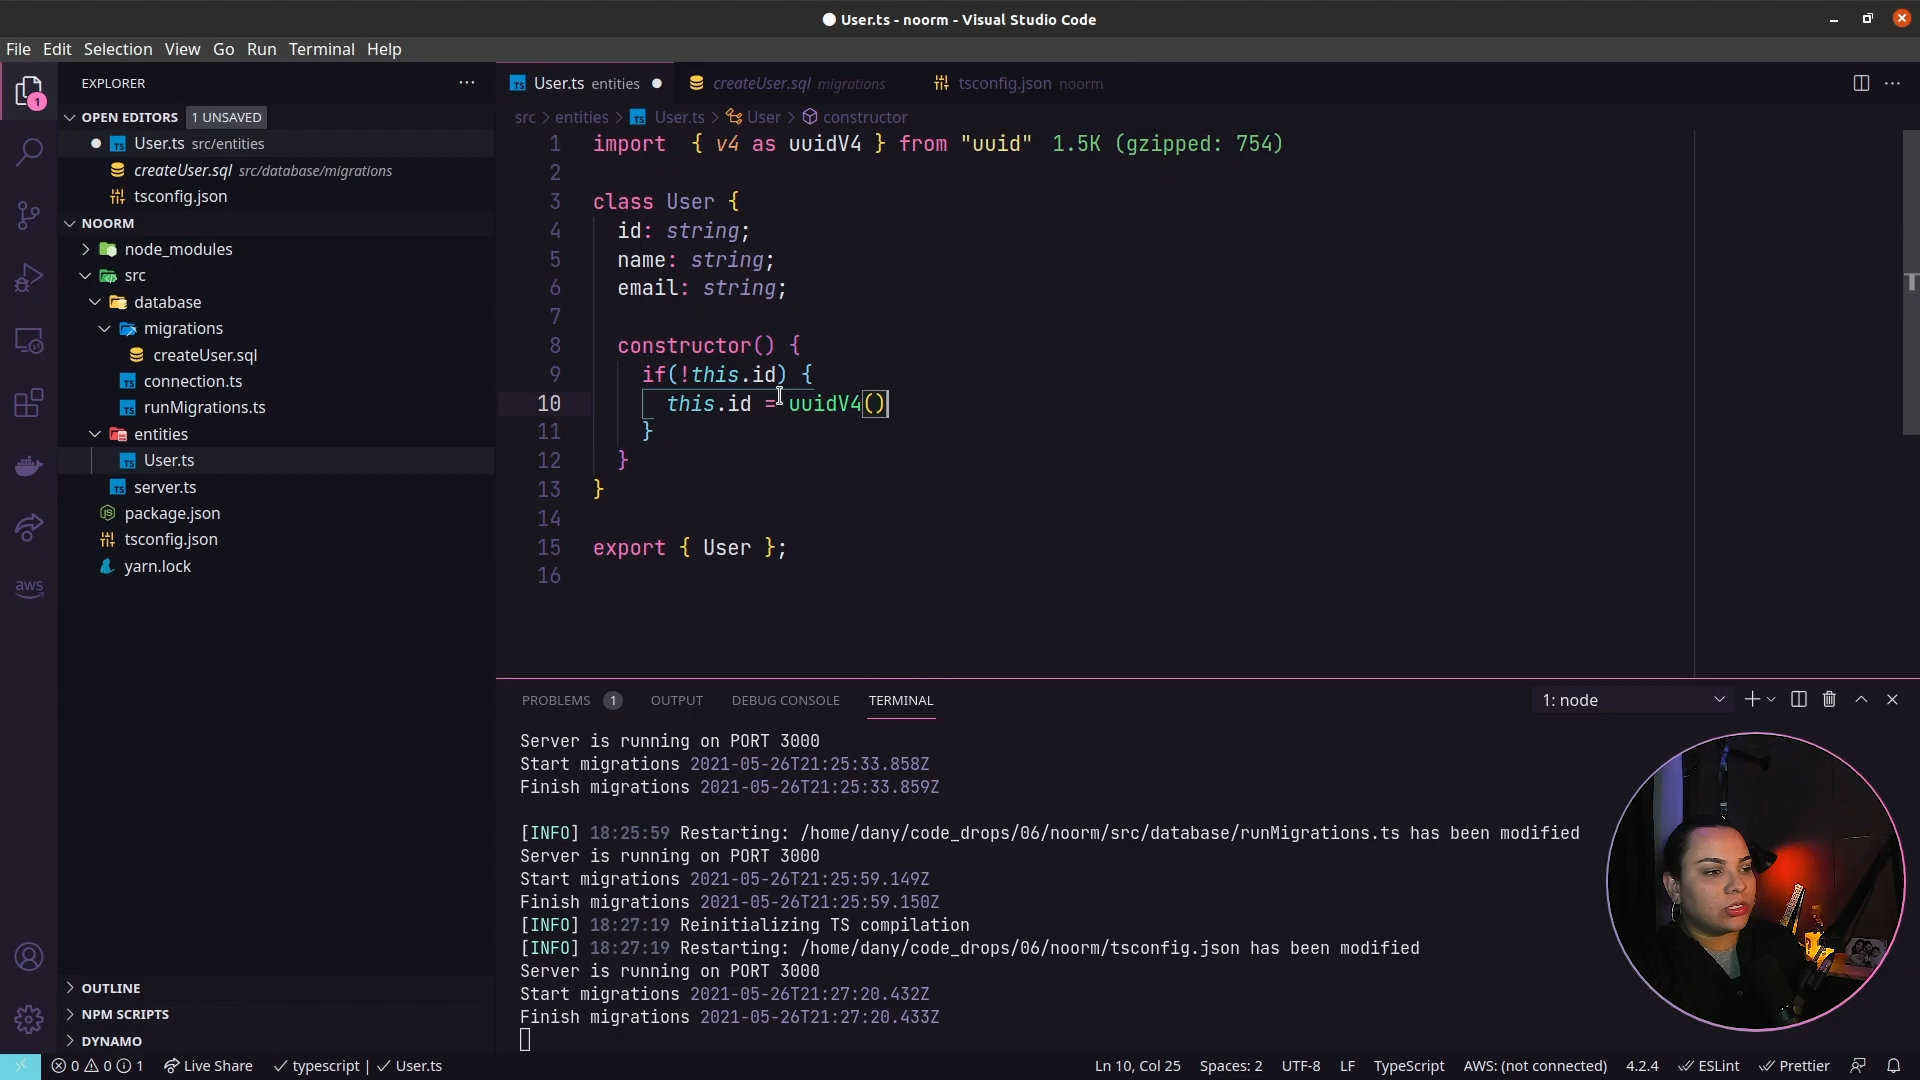 User.ts - noorm - Visual Studio Code
File Edit Selection View Go Run Terminal Help
EXPLORER
1
OPEN EDITORS 1 UNSAVED
User.ts src/entities
createUser.sql src/database/migrations
tsconfig.json
NOORM
node_modules
src
database
migrations
createUser.sql
connection.ts
runMigrations.ts
entities
User.ts
server.ts
package.json
tsconfig.json
yarn.lock
aws
OUTLINE
NPM SCRIPTS
DYNAMO
User.ts entities
createUser.sql migrations
tsconfig.json noorm
src > entities > User.ts > User > constructor
1 import { v4 as uuidV4 } from "uuid" 1.5K (gzipped: 754)
2
3 class User {
4 id: string;
5 name: string;
6 email: string;
7
8 constructor() {
9 if(!this.id) {
10 this.id = uuidV4()
11 }
12 }
13 }
14
15 export { User };
16
PROBLEMS 1 OUTPUT DEBUG CONSOLE TERMINAL
1: node
Server is running on PORT 3000
Start migrations 2021-05-26T21:25:33.858Z
Finish migrations 2021-05-26T21:25:33.859Z
[INFO] 18:25:59 Restarting: /home/dany/code_drops/06/noorm/src/database/runMigrations.ts has been modified
Server is running on PORT 3000
Start migrations 2021-05-26T21:25:59.149Z
Finish migrations 2021-05-26T21:25:59.150Z
[INFO] 18:27:19 Reinitializing TS compilation
[INFO] 18:27:19 Restarting: /home/dany/code_drops/06/noorm/tsconfig.json has been modified
Server is running on PORT 3000
Start migrations 2021-05-26T21:27:20.432Z
Finish migrations 2021-05-26T21:27:20.433Z
0 0 1 Live Share typescript | User.ts
Ln 10, Col 25 Spaces: 2 UTF-8 LF TypeScript AWS: (not connected) 4.2.4 ESLint Prettier